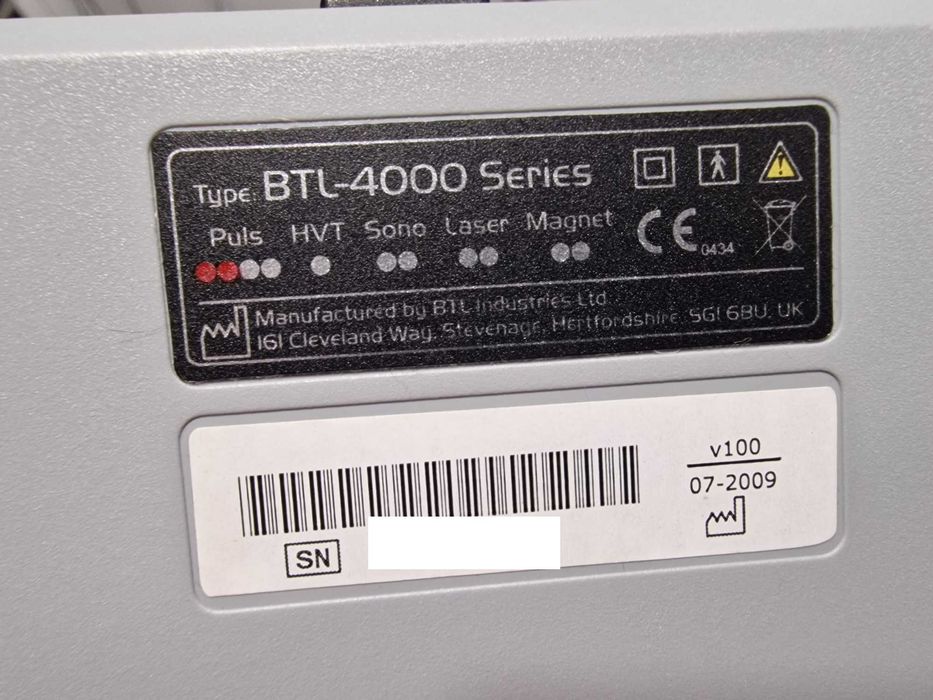 Type: BTL-4000 Series
Puls HVT Sono Laser Magnet
CE 0434
Manufactured by BTL Industries Ltd.
161 Cleveland Way, Stevenage, Hertfordshire, SG1 6BU, UK
v100
07-2009
SN